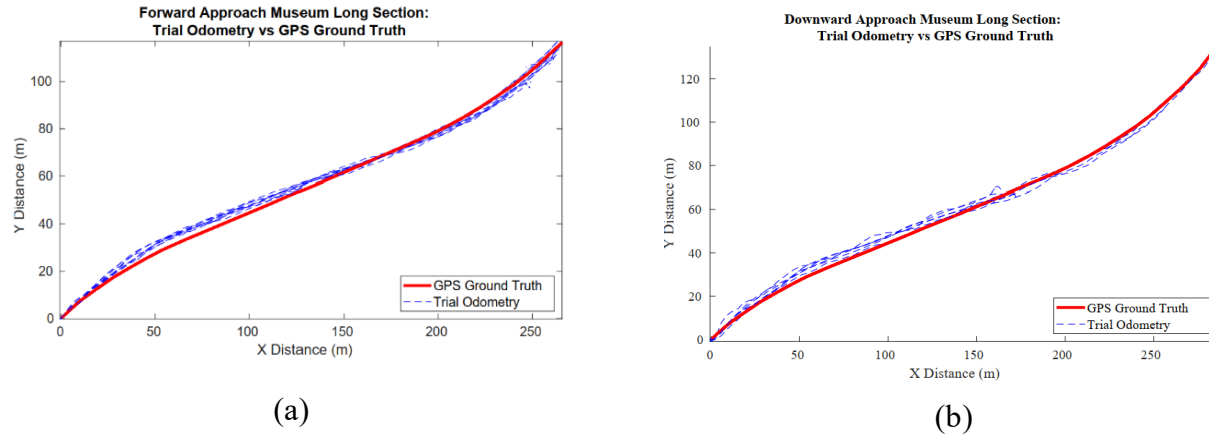 Forward Approach Museum Long Section:
Trial Odometry vs GPS Ground Truth
Y Distance (m)
100
80
60
40
20
0
0 50 100 150 200 250
X Distance (m)
GPS Ground Truth
Trial Odometry
(a)
Downward Approach Museum Long Section:
Trial Odometry vs GPS Ground Truth
Y Distance (m)
120
100
80
60
40
20
0
0 50 100 150 200 250
X Distance (m)
GPS Ground Truth
Trial Odometry
(b)